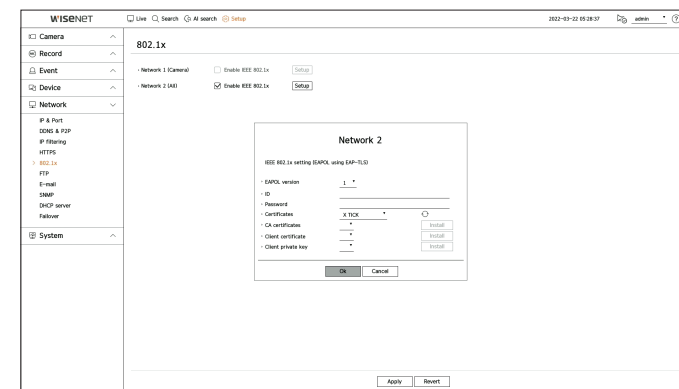 WISENET
Live Search AI search Setup
2022-03-22 05:28:37 admin
Camera
Record
Event
Device
Network
IP & Port
DDNS & P2P
IP filtering
HTTPS
802.1x
FTP
E-mail
SNMP
DHCP server
Failover
System
802.1x
Network 1 (Camera) Enable IEEE 802.1x Setup
Network 2 (All) Enable IEEE 802.1x Setup
Network 2
IEEE 802.1x setting (EAPOL using EAP-TLS)
EAPOL version 1
ID
Password
Certificates X TICK
CA certificates Install
Client certificate Install
Client private key Install
Ok Cancel
Apply Revert